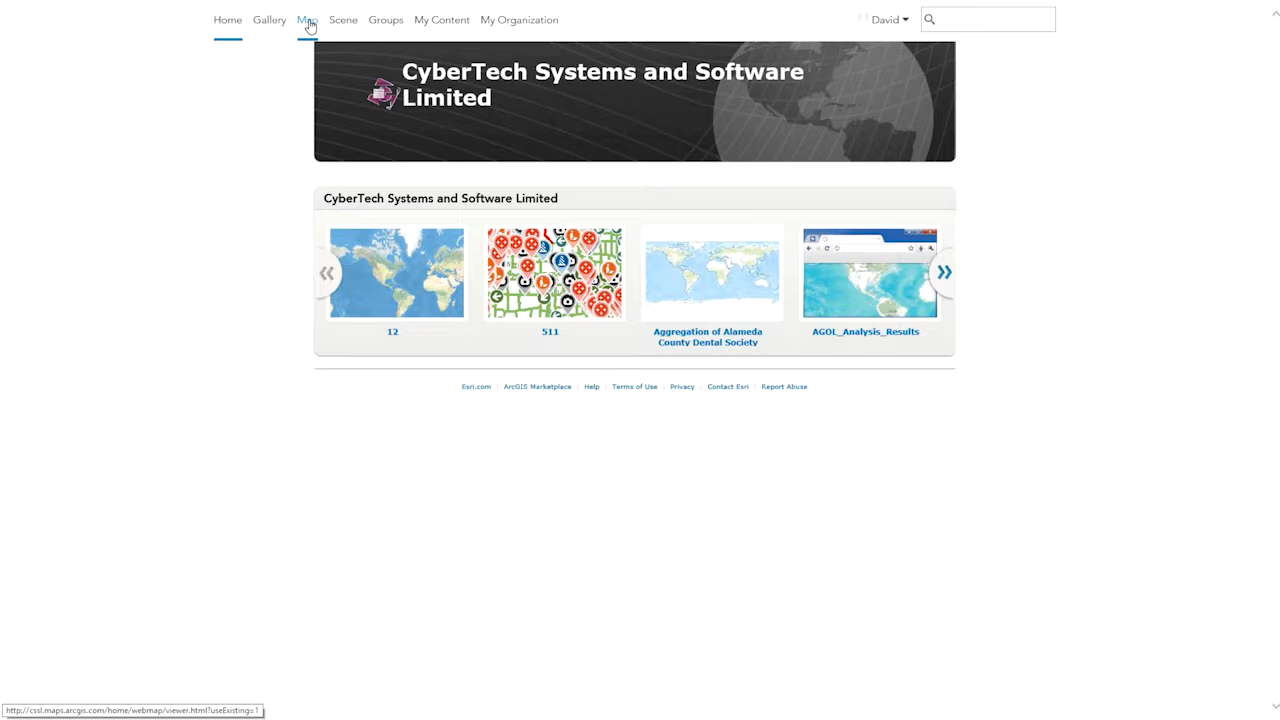 Home Gallery Map Scene Groups My Content My Organization David
CyberTech Systems and Software
Limited
CyberTech Systems and Software Limited
12
511
Aggregation of Alameda
County Dental Society
AGOL_Analysis_Results
Esri.com | ArcGIS Marketplace | Help | Terms of Use | Privacy | Contact Esri | Report Abuse
http://cssl.maps.arcgis.com/home/webmap/viewer.html?useExisting=1